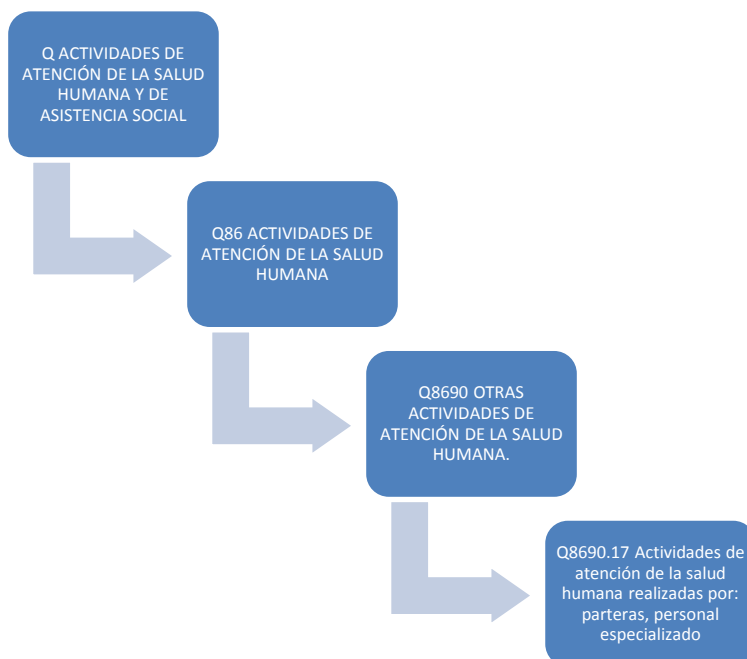 Q ACTIVIDADES DE
ATENCIÓN DE LA SALUD
HUMANA Y DE
ASISTENCIA SOCIAL
Q86 ACTIVIDADES DE
ATENCIÓN DE LA SALUD
HUMANA
Q8690 OTRAS
ACTIVIDADES DE
ATENCIÓN DE LA SALUD
HUMANA.
Q8690.17 Actividades de
atención de la salud
humana realizadas por:
parteras, personal
especializado